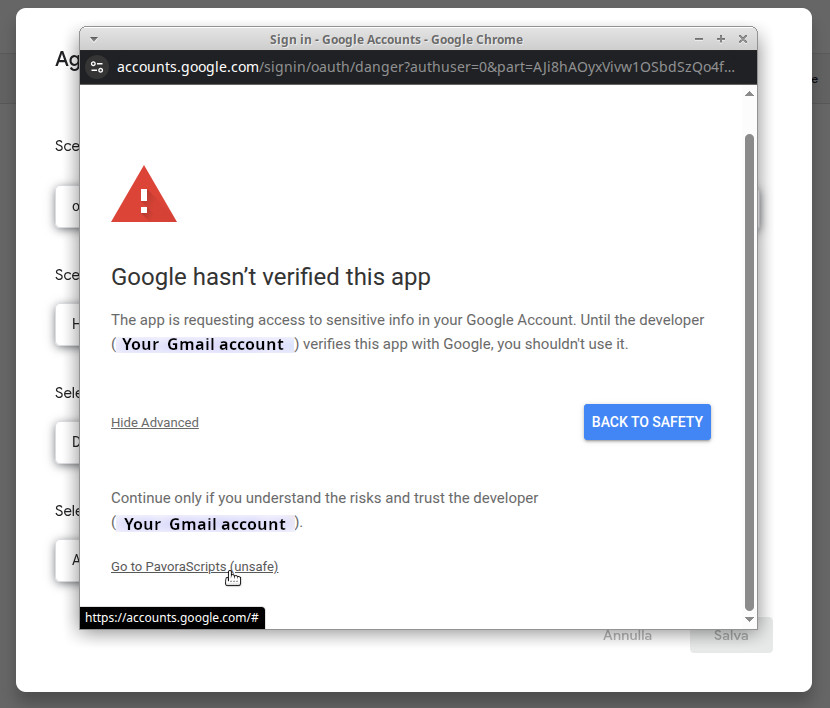 Sign in - Google Accounts - Google Chrome
accounts.google.com/signin/oauth/danger?authuser=0&part=AJi8hAOyxVivw1OSbdSzQo4f...
Ag
e
Sce
Google hasn't verified this app
Sce
The app is requesting access to sensitive info in your Google Account. Until the developer
( Your Gmail account ) verifies this app with Google, you shouldn't use it.
H
Sele
Hide Advanced
BACK TO SAFETY
D
Continue only if you understand the risks and trust the developer
Sele
( Your Gmail account ).
A
Go to PavoraScripts (unsafe)
https://accounts.google.com/#
Annulla
Salva